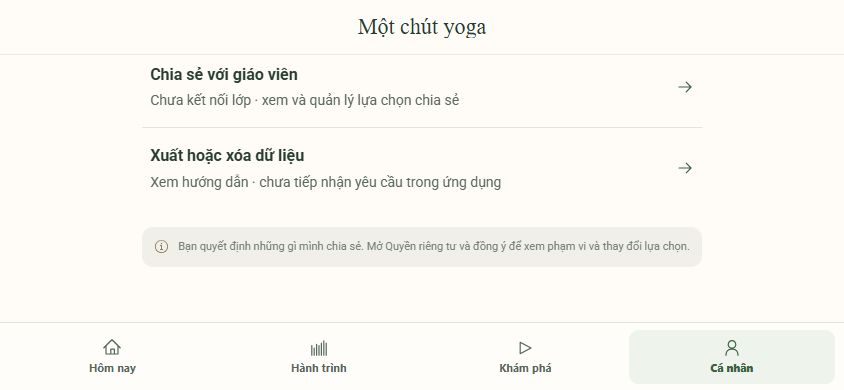 Một chút yoga
Chia sẻ với giáo viên
Chưa kết nối lớp · xem và quản lý lựa chọn chia sẻ
Xuất hoặc xóa dữ liệu
Xem hướng dẫn · chưa tiếp nhận yêu cầu trong ứng dụng
Bạn quyết định những gì mình chia sẻ. Mở Quyền riêng tư và đồng ý để xem phạm vi và thay đổi lựa chọn.
Hôm nay
Hành trình
Khám phá
Cá nhân